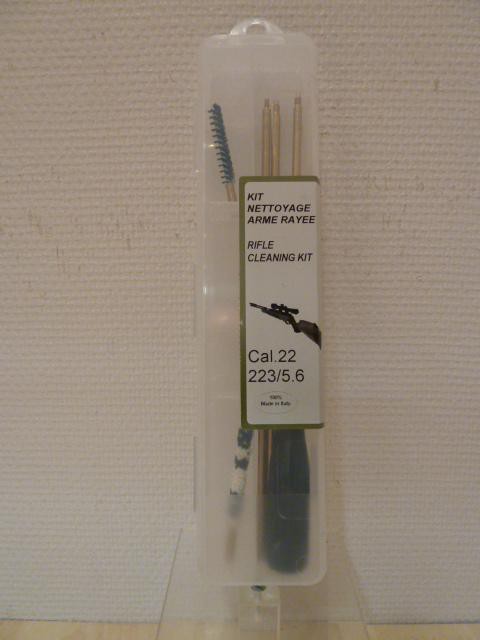 KIT
NETTOYAGE
ARME RAYEE
RIFLE
CLEANING KIT
Cal.22
223/5.6
100%
Made in Italy